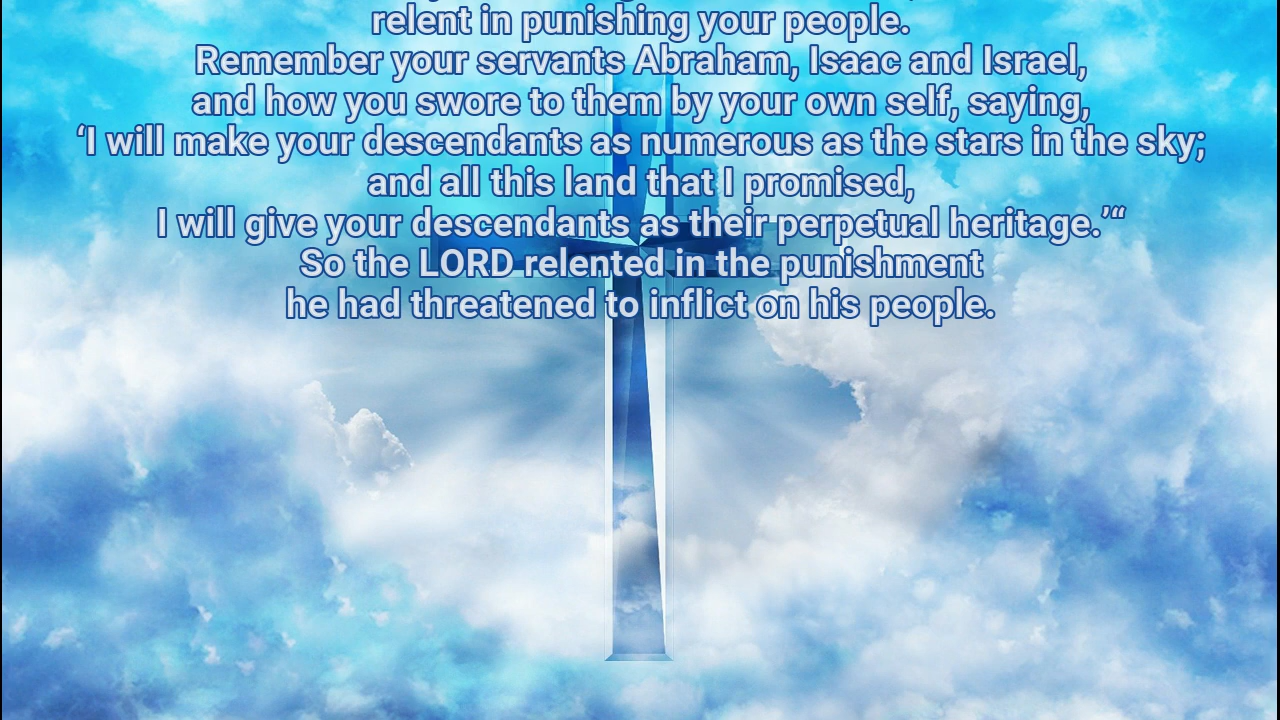 relent in punishing your people.
Remember your servants Abraham, Isaac and Israel,
and how you swore to them by your own self, saying,
‘I will make your descendants as numerous as the stars in the sky;
and all this land that I promised,
I will give your descendants as their perpetual heritage.’“
So the LORD relented in the punishment
he had threatened to inflict on his people.